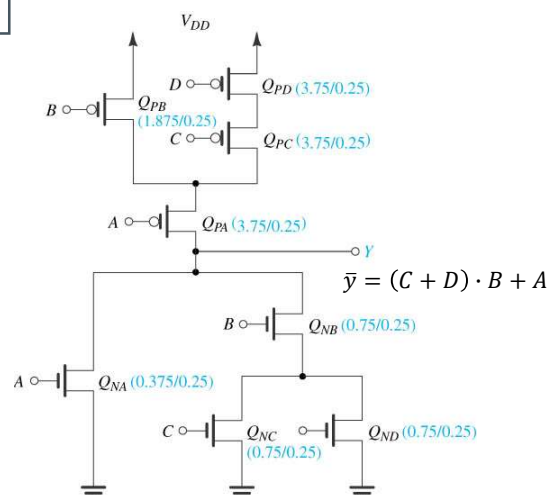 V_DD
D Q_PD (3.75/0.25)
B Q_PB
(1.875/0.25)
C Q_PC (3.75/0.25)
A Q_PA (3.75/0.25)
Y
ȳ = (C + D) · B + A
B Q_NB (0.75/0.25)
A Q_NA (0.375/0.25)
C Q_NC
(0.75/0.25)
Q_ND (0.75/0.25)